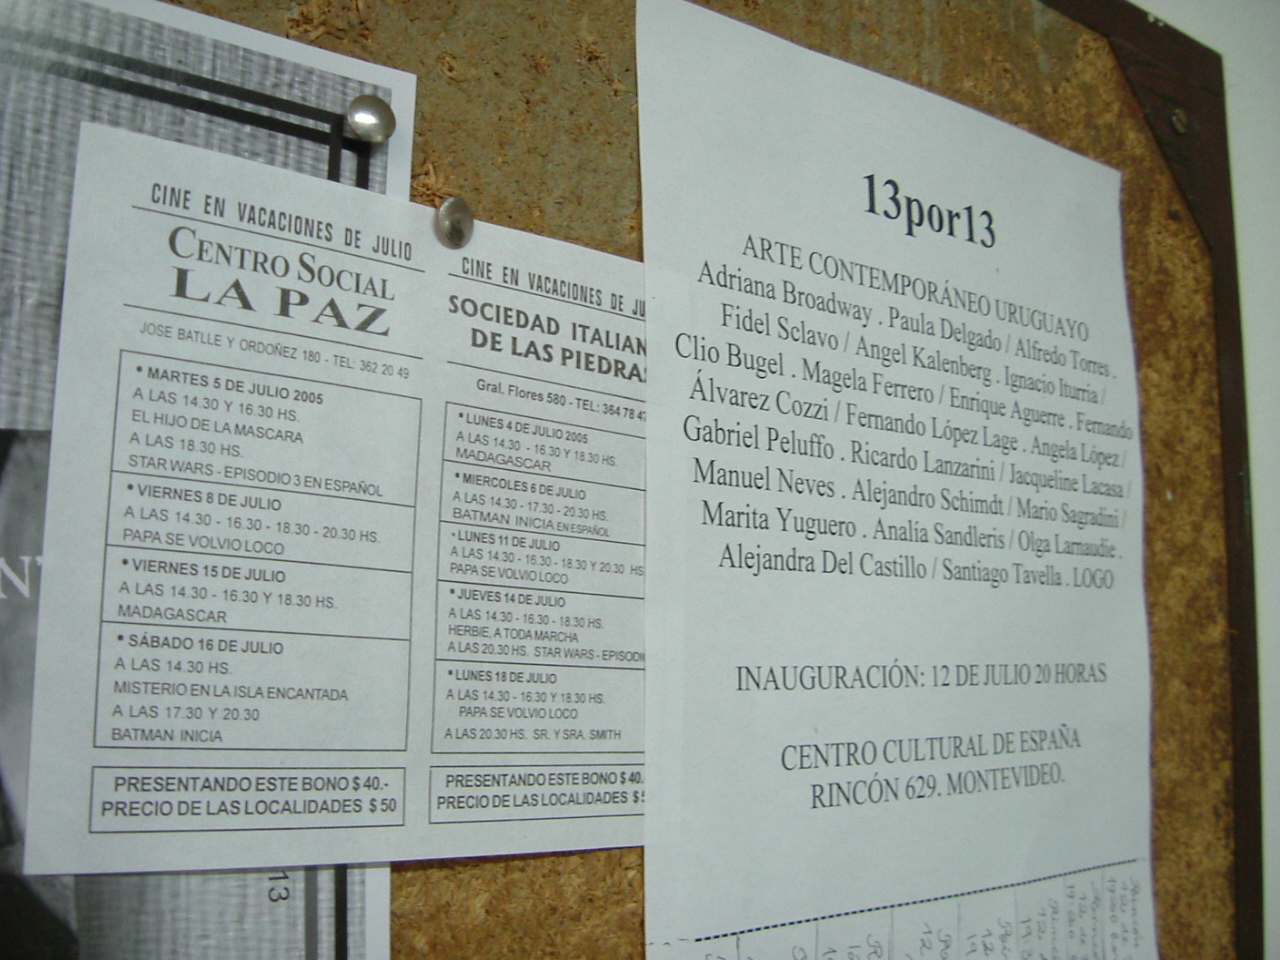 CINE EN VACACIONES DE JULIO
CENTRO SOCIAL
LA PAZ
JOSE BATLLE Y ORDOÑEZ 180 - TEL: 362 20 49
* MARTES 5 DE JULIO 2005
A LAS 14.30 Y 16.30 HS.
EL HIJO DE LA MASCARA
A LAS 18.30 HS.
STAR WARS - EPISODIO 3 EN ESPAÑOL
* VIERNES 8 DE JULIO
A LAS 14.30 - 16.30 - 18.30 - 20.30 HS.
PAPA SE VOLVIO LOCO
* VIERNES 15 DE JULIO
A LAS 14.30 - 16.30 Y 18.30 HS.
MADAGASCAR
* SÁBADO 16 DE JULIO
A LAS 14.30 HS.
MISTERIO EN LA ISLA ENCANTADA
A LAS 17.30 Y 20.30
BATMAN INICIA
PRESENTANDO ESTE BONO $ 40.-
PRECIO DE LAS LOCALIDADES $ 50
CINE EN VACACIONES DE JU
SOCIEDAD ITALIAN
DE LAS PIEDRAS
Gral. Flores 580 - TEL: 364 78 47
* LUNES 4 DE JULIO 2005
A LAS 14.30 - 16.30 Y 18.30 HS.
MADAGASCAR
* MIERCOLES 6 DE JULIO
A LAS 14.30 - 17.30 - 20.30 HS.
BATMAN INICIA EN ESPAÑOL
* LUNES 11 DE JULIO
A LAS 14.30 - 16.30 - 18.30 Y 20.30 HS
PAPA SE VOLVIO LOCO
* JUEVES 14 DE JULIO
A LAS 14.30 - 16.30 - 18.30 HS.
HERBIE, A TODA MARCHA
A LAS 20.30 HS. STAR WARS - EPISODI
* LUNES 18 DE JULIO
A LAS 14.30 - 16.30 Y 18.30 HS.
PAPA SE VOLVIO LOCO
A LAS 20.30 HS. SR. Y SRA. SMITH
PRESENTANDO ESTE BONO $ 40.
PRECIO DE LAS LOCALIDADES $ 5
13por13
ARTE CONTEMPORÁNEO URUGUAYO
Adriana Broadway . Paula Delgado / Alfredo Torres .
Fidel Sclavo / Angel Kalenberg . Ignacio Iturria /
Clio Bugel . Magela Ferrero / Enrique Aguerre . Fernando
Álvarez Cozzi / Fernando López Lage . Angela López /
Gabriel Peluffo . Ricardo Lanzarini / Jacqueline Lacasa /
Manuel Neves . Alejandro Schimdt / Mario Sagradini /
Marita Yuguero . Analía Sandleris / Olga Larnaudie .
Alejandra Del Castillo / Santiago Tavella . LOGO
INAUGURACIÓN: 12 DE JULIO 20 HORAS
CENTRO CULTURAL DE ESPAÑA
RINCÓN 629. MONTEVIDEO.
13